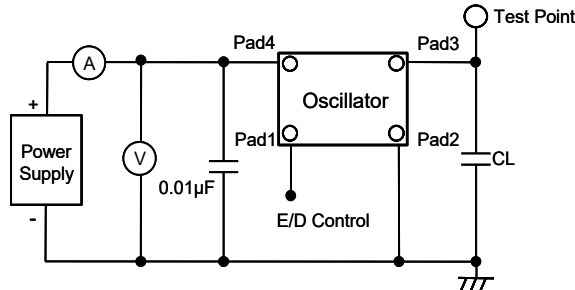 Test Point
Pad4
Pad3
A
+
Oscillator
Power
Supply
V
Pad1
Pad2
0.01µF
CL
-
E/D Control